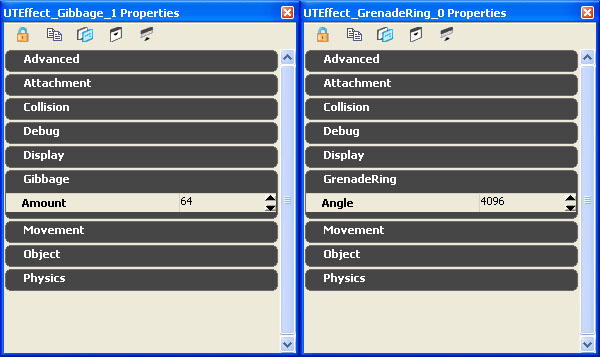 UTEffect_Gibbage_1 Properties
Advanced
Attachment
Collision
Debug
Display
Gibbage
Amount 64
Movement
Object
Physics
UTEffect_GrenadeRing_0 Properties
Advanced
Attachment
Collision
Debug
Display
GrenadeRing
Angle 4096
Movement
Object
Physics